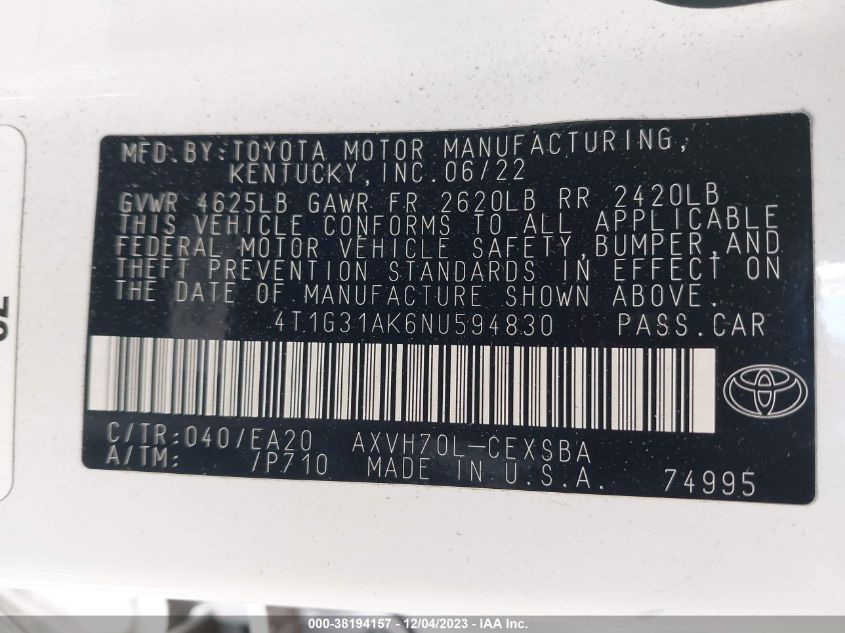 MFD.BY:TOYOTA MOTOR MANUFACTURING,
KENTUCKY, INC. 06/22
GVWR 4625LB GAWR FR 2620LB RR 2420LB
THIS VEHICLE CONFORMS TO ALL APPLICABLE
FEDERAL MOTOR VEHICLE SAFETY, BUMPER, AND
THEFT PREVENTION STANDARDS IN EFFECT ON
THE DATE OF MANUFACTURE SHOWN ABOVE.
4T1G31AK6NU594830 PASS.CAR
C/TR:040/EA20 AXVH70L-CEXSBA
A/TM: /P710 MADE IN U.S.A. 74995
000-38194157 - 12/04/2023 - IAA Inc.